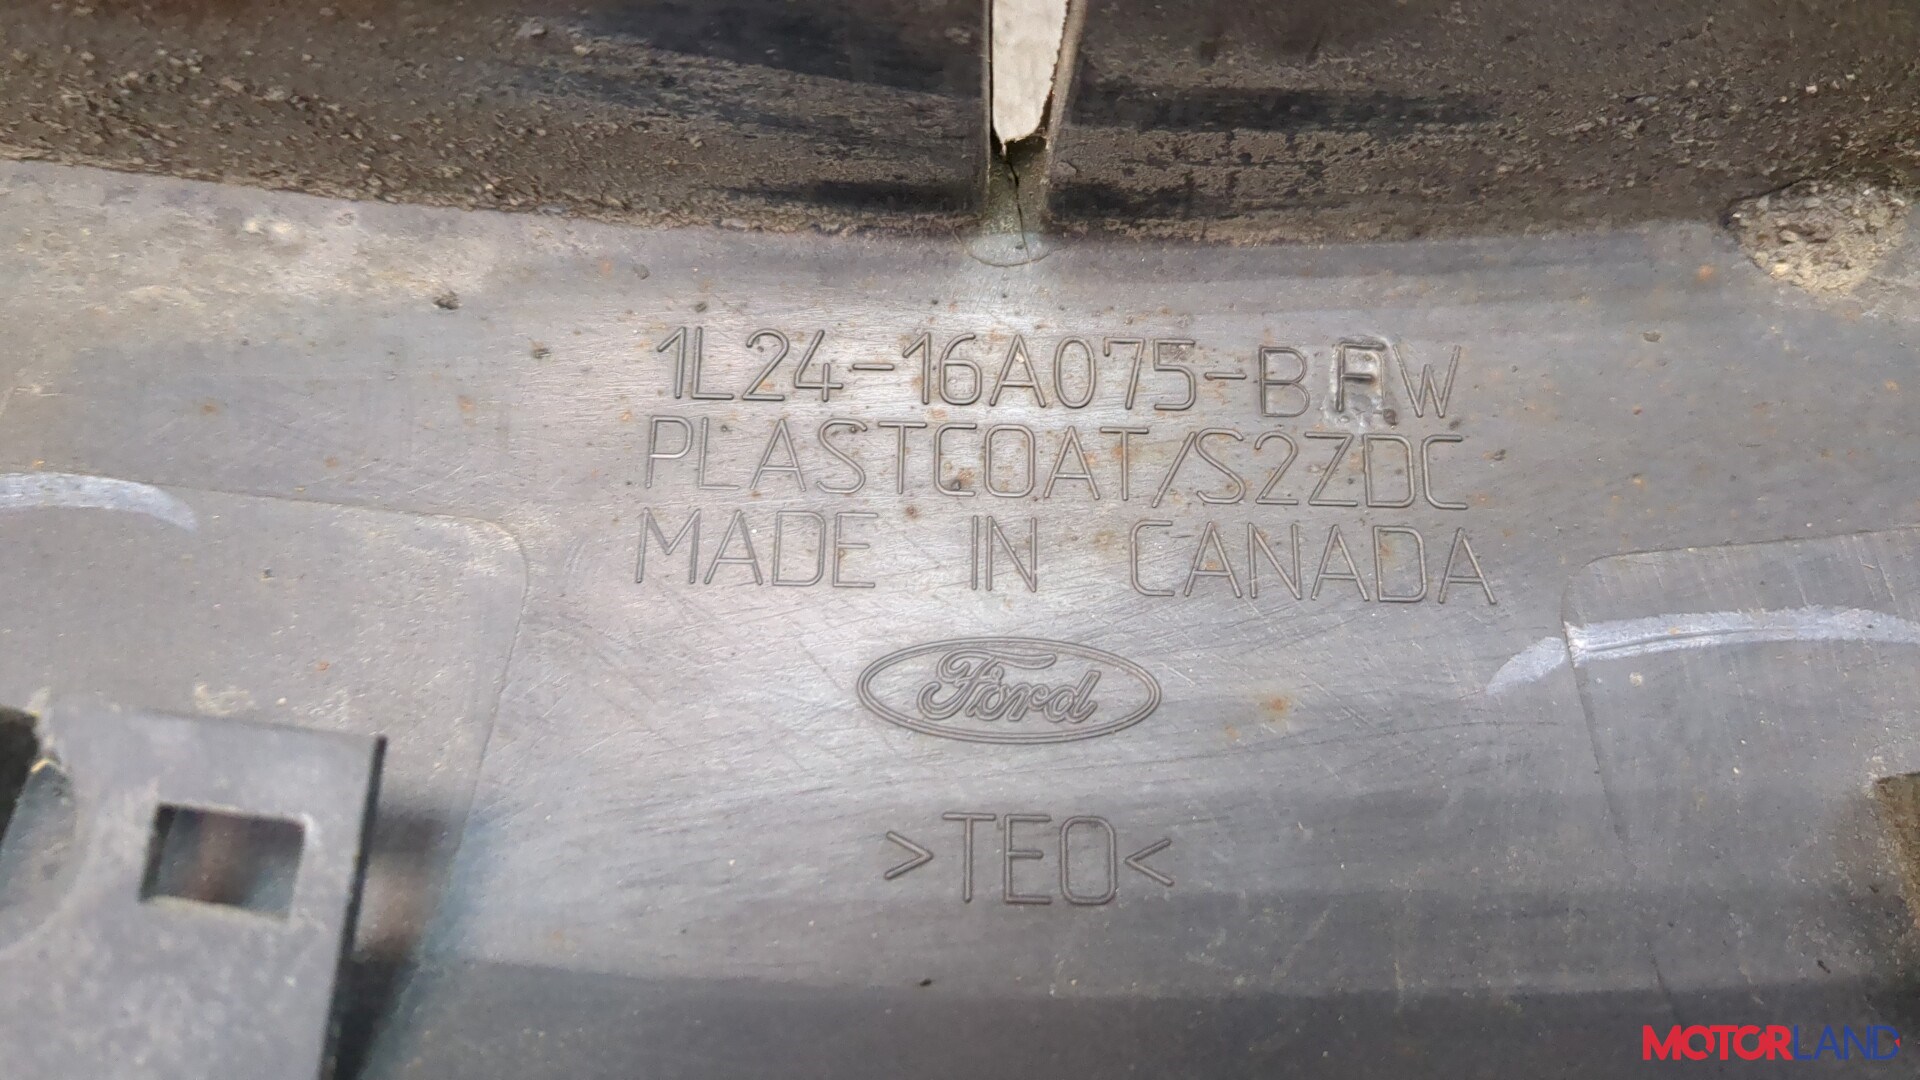 1L24-16A075-BFW
PLASTCOAT/S2ZDC
MADE IN CANADA
Ford
>TEO<
MOTORLAND